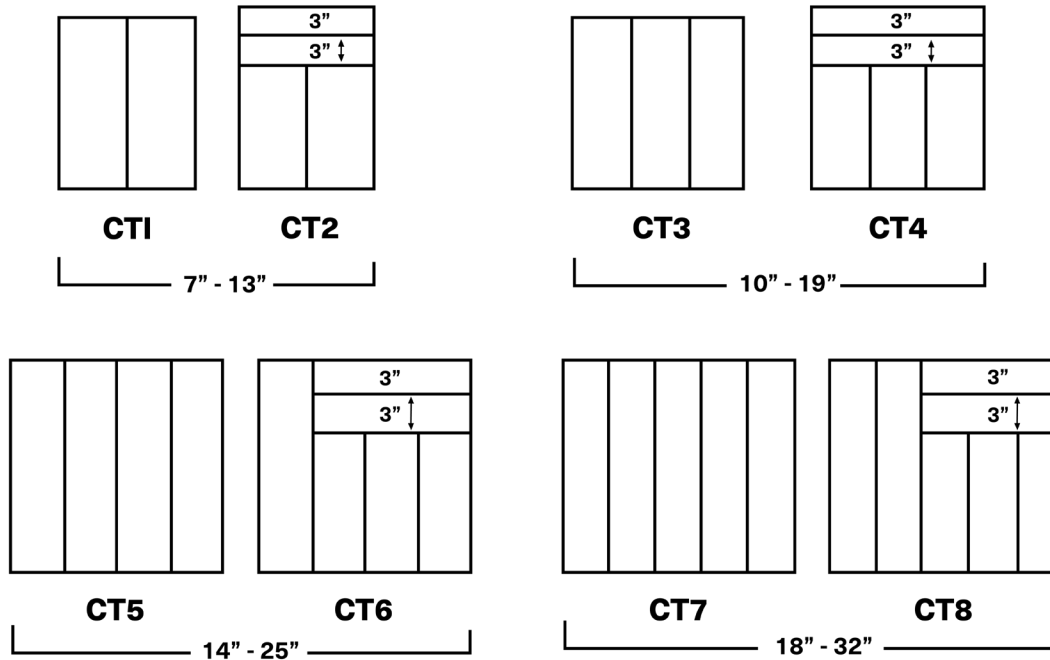 3”
3”
CT1
CT2
7” - 13”
3”
3”
CT3
CT4
10” - 19”
3”
3”
CT5
CT6
14” - 25”
3”
3”
CT7
CT8
18” - 32”